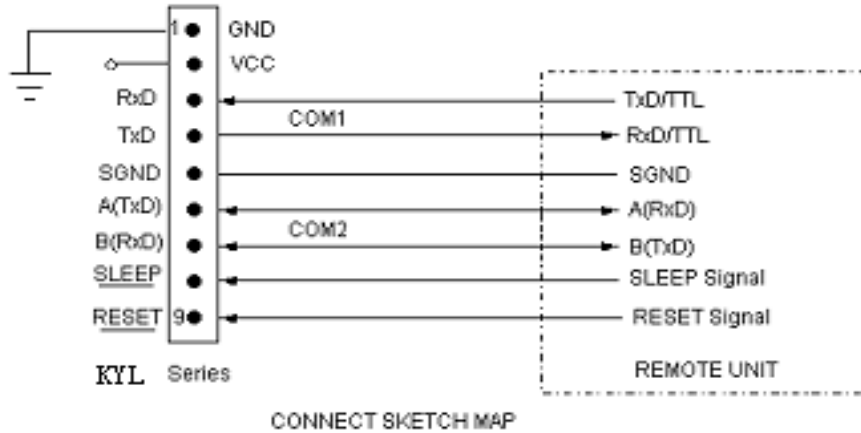 1 GND
VCC
RxD TxD/TTL
COM1
TxD RxD/TTL
SGND SGND
A(TxD) A(RxD)
COM2
B(RxD) B(TxD)
SLEEP SLEEP Signal
RESET 9 RESET Signal
KYL Series REMOTE UNIT
CONNECT SKETCH MAP